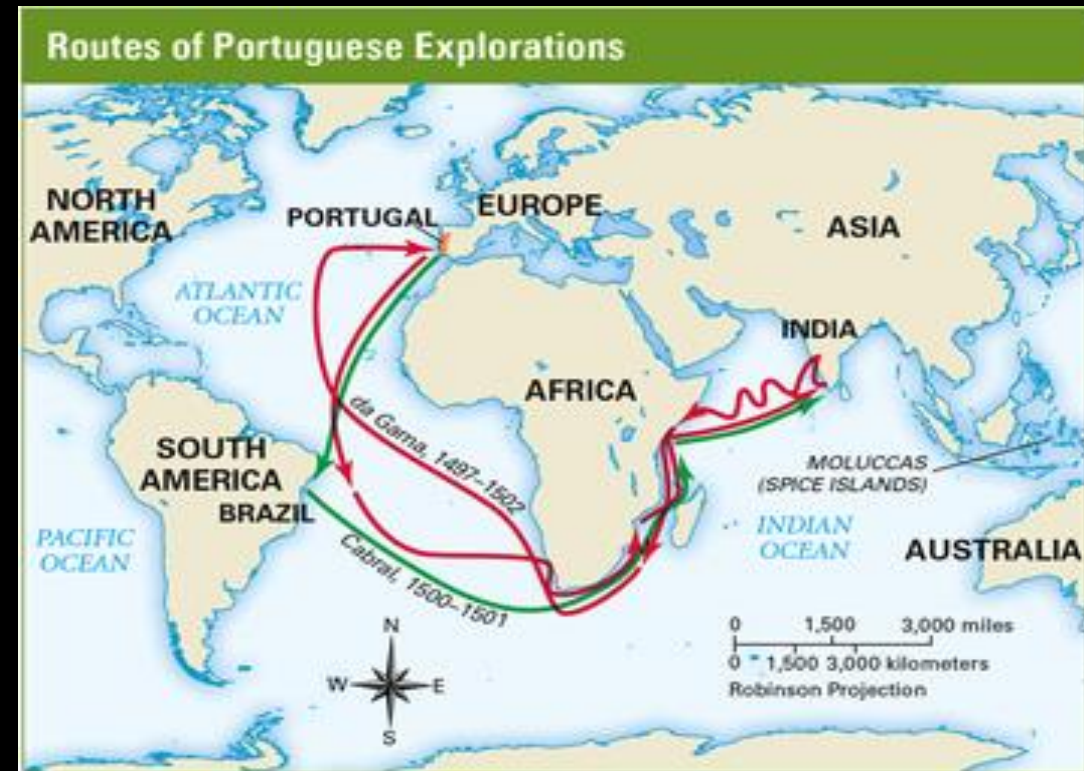 Routes of Portuguese Explorations
NORTH
AMERICA
PORTUGAL
EUROPE
ASIA
ATLANTIC
OCEAN
INDIA
AFRICA
da Gama, 1497–1502
SOUTH
AMERICA
BRAZIL
MOLUCCAS
(SPICE ISLANDS)
PACIFIC
OCEAN
INDIAN
OCEAN
AUSTRALIA
Cabral, 1500–1501
N
W
E
S
0 1,500 3,000 miles
0 1,500 3,000 kilometers
Robinson Projection